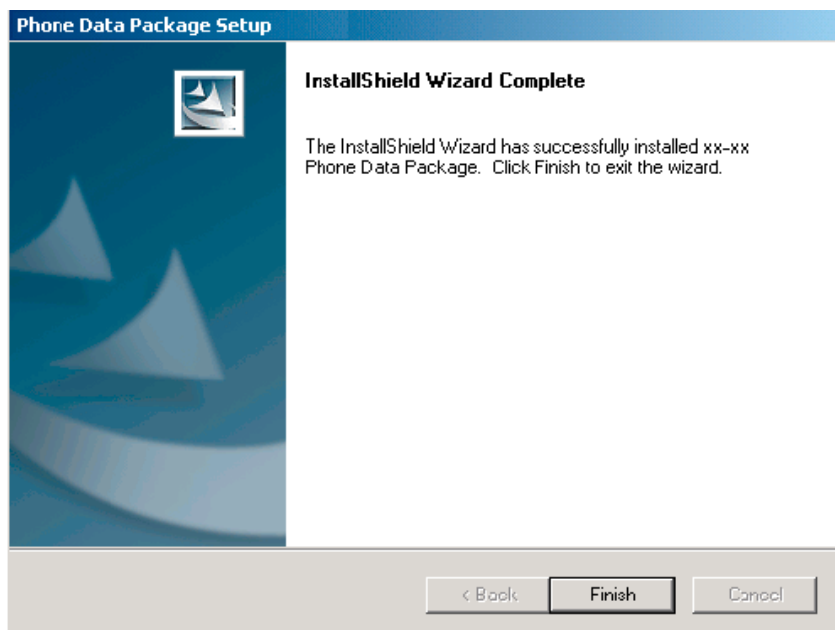 Phone Data Package Setup
InstallShield Wizard Complete
The InstallShield Wizard has successfully installed xx-xx
Phone Data Package. Click Finish to exit the wizard.
< Back
Finish
Cancel